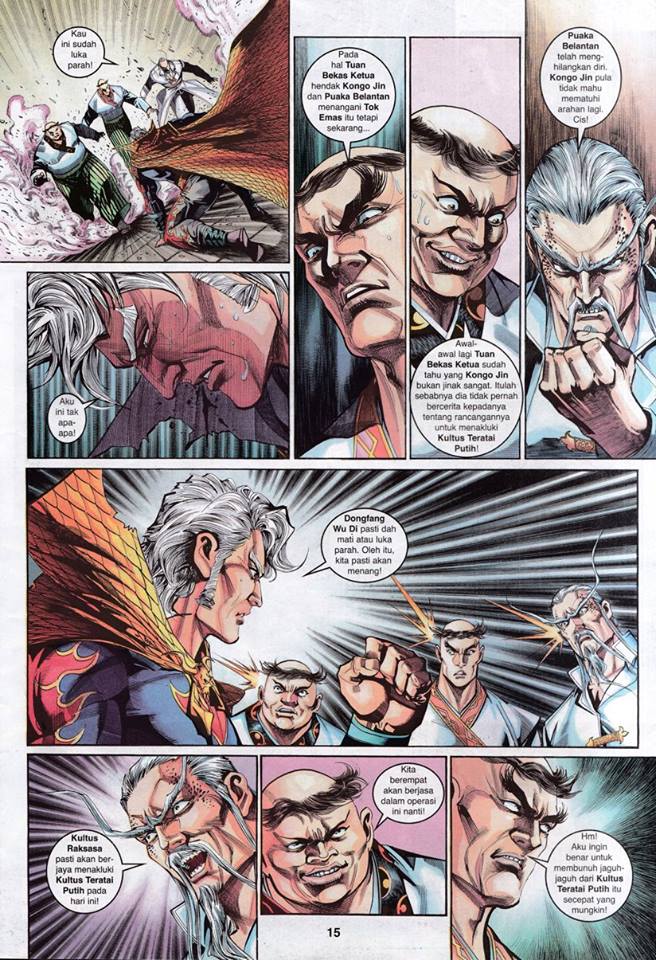 Kau
ini sudah
luka
parah!
Pada
hal Tuan
Bekas Ketua
hendak Kongo Jin
dan Puaka Belantan
menangani Tok
Emas itu tetapi
sekarang...
Puaka
Belantan
telah meng-
hilangkan diri.
Kongo Jin pula
tidak mahu
mematuhi
arahan lagi.
Cis!
Awal-
awal lagi Tuan
Bekas Ketua sudah
tahu yang Kongo Jin
bukan jinak sangat. Itulah
sebabnya dia tidak pernah
bercerita kepadanya
tentang rancangannya
untuk menakluki
Kultus Teratai
Putih!
Aku
ini tak
apa-
apa!
Dongfang
Wu Di pasti dah
mati atau luka
parah. Oleh itu,
kita pasti akan
menang!
Kultus
Raksasa
pasti akan ber-
jaya menakluki
Kultus Teratai
Putih pada
hari ini!
Kita
berempat
akan berjasa
dalam operasi
ini nanti!
Hm!
Aku ingin
benar untuk
membunuh jaguh-
jaguh dari Kultus
Teratai Putih itu
secepat yang
mungkin!
15